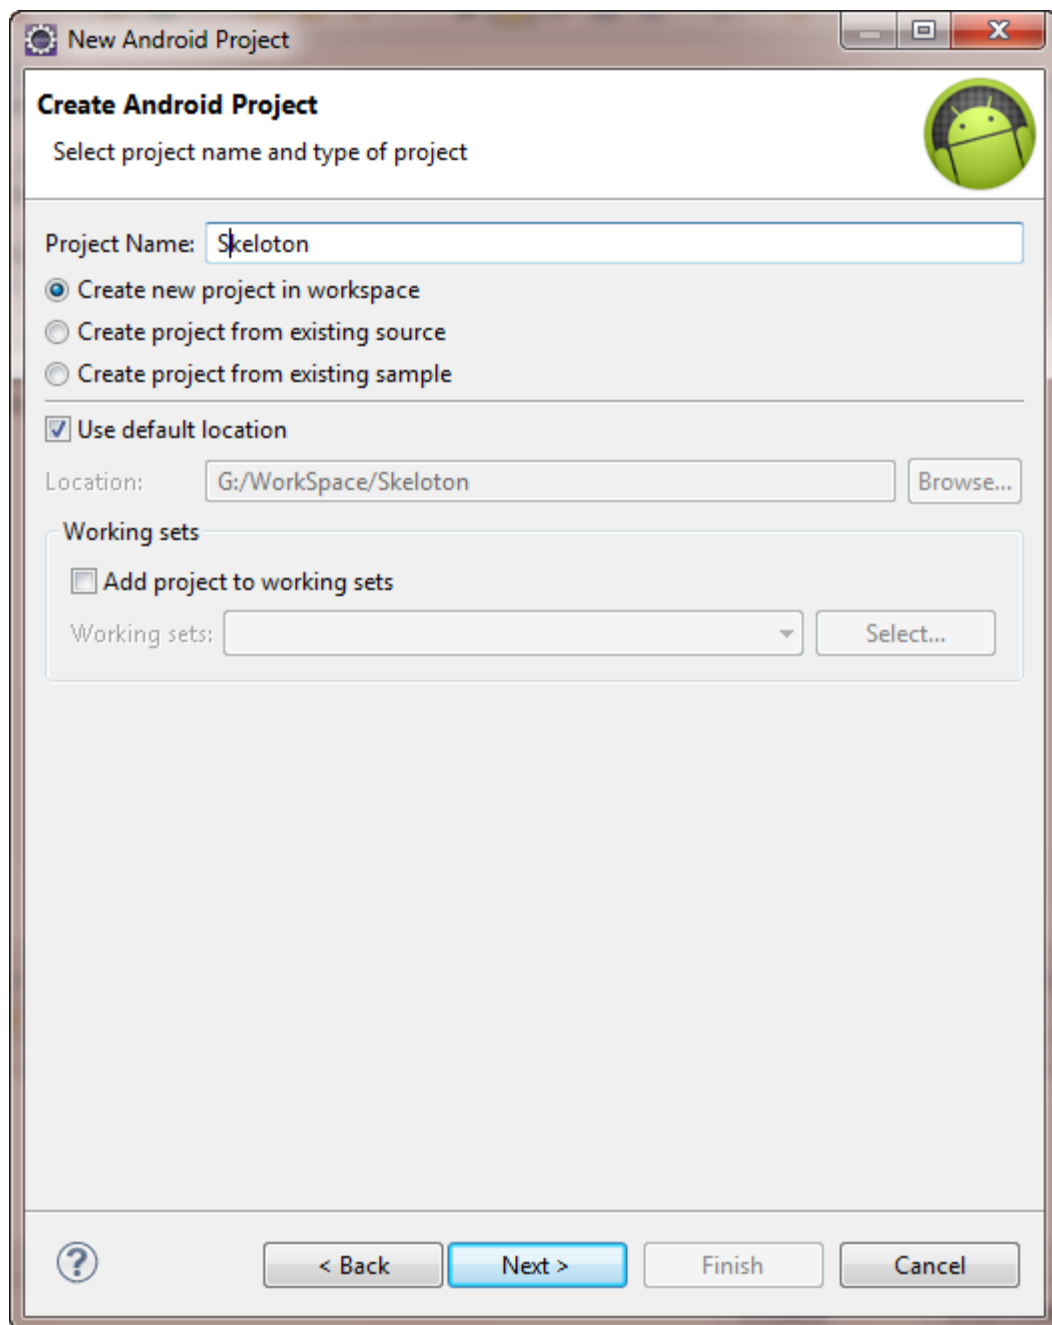 New Android Project
Create Android Project
Select project name and type of project
Project Name: Skeloton
Create new project in workspace
Create project from existing source
Create project from existing sample
Use default location
Location: G:/WorkSpace/Skeloton Browse...
Working sets
Add project to working sets
Working sets: Select...
? < Back Next > Finish Cancel